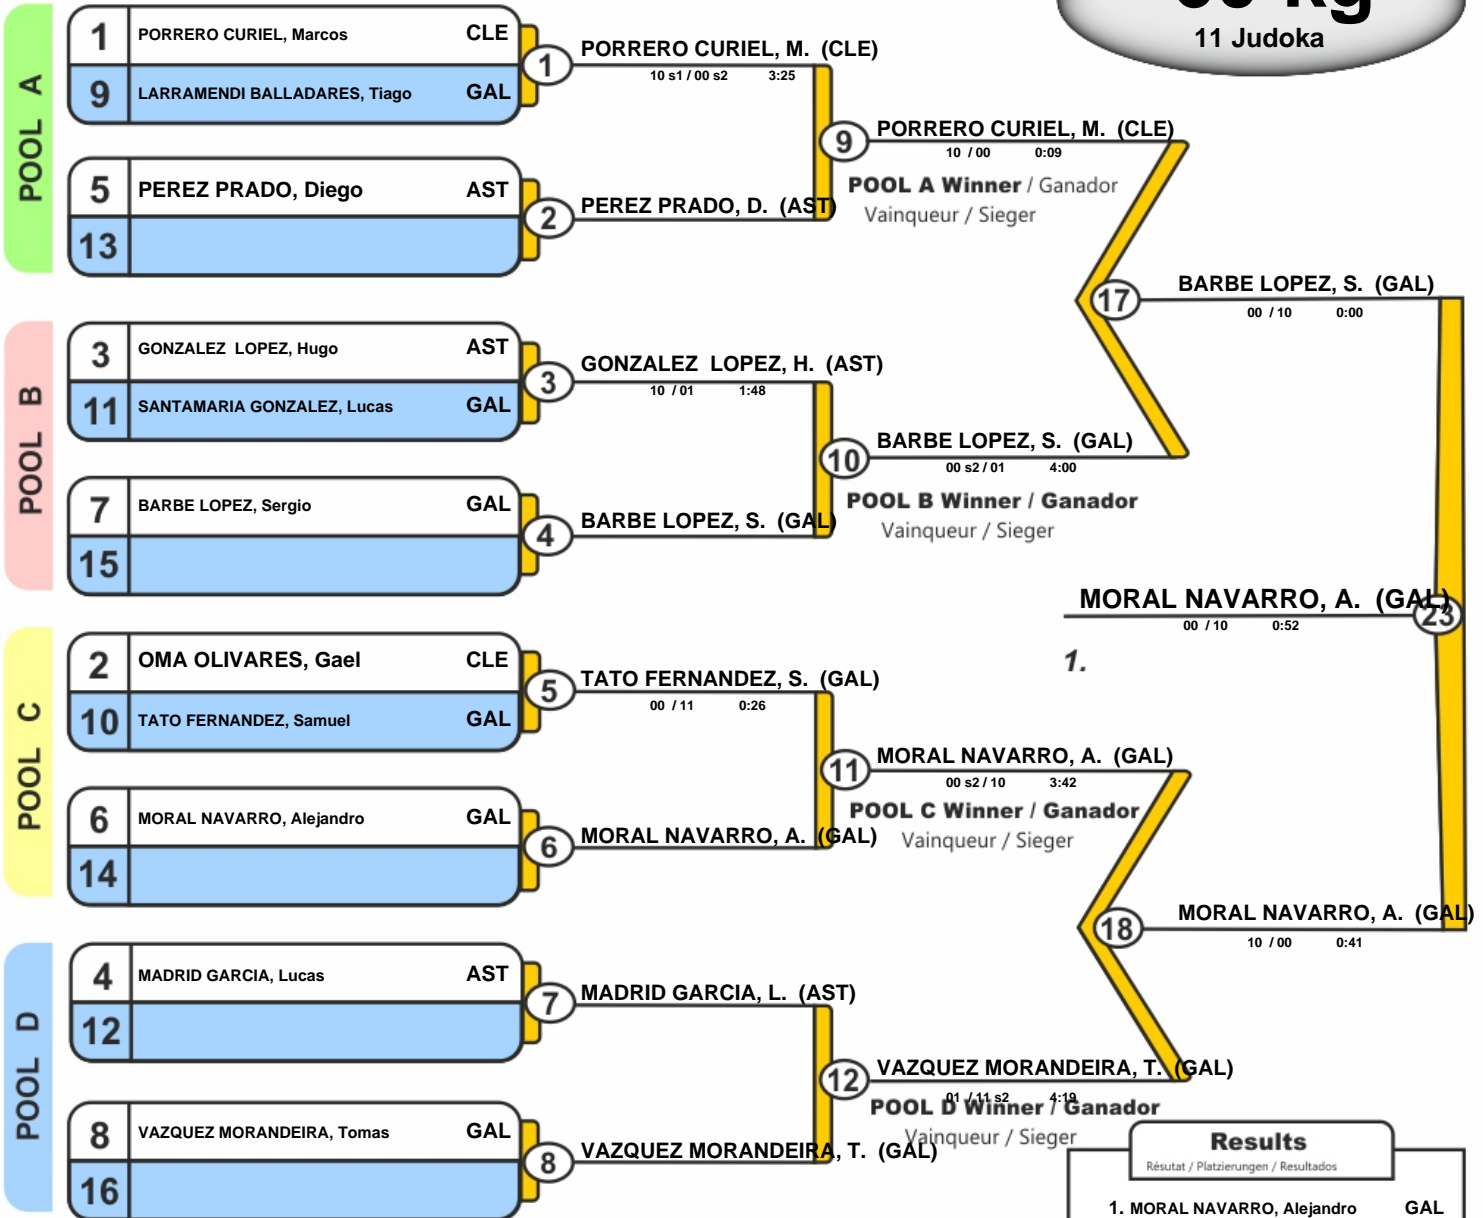 11 Judoka
POOL A
1 PORRERO CURIEL, Marcos CLE
9 LARRAMENDI BALLADARES, Tiago GAL
1
PORRERO CURIEL, M. (CLE)
10 s1 / 00 s2 3:25
5 PEREZ PRADO, Diego AST
13
2
PEREZ PRADO, D. (AST)
9
PORRERO CURIEL, M. (CLE)
10 / 00 0:09
POOL A Winner / Ganador
Vainqueur / Sieger
POOL B
3 GONZALEZ LOPEZ, Hugo AST
11 SANTAMARIA GONZALEZ, Lucas GAL
3
GONZALEZ LOPEZ, H. (AST)
10 / 01 1:48
7 BARBE LOPEZ, Sergio GAL
15
4
BARBE LOPEZ, S. (GAL)
10
BARBE LOPEZ, S. (GAL)
00 s2 / 01 4:00
POOL B Winner / Ganador
Vainqueur / Sieger
17
BARBE LOPEZ, S. (GAL)
00 / 10 0:00
POOL C
2 OMA OLIVARES, Gael CLE
10 TATO FERNANDEZ, Samuel GAL
5
TATO FERNANDEZ, S. (GAL)
00 / 11 0:26
6 MORAL NAVARRO, Alejandro GAL
14
6
MORAL NAVARRO, A. (GAL)
11
MORAL NAVARRO, A. (GAL)
00 s2 / 10 3:42
POOL C Winner / Ganador
Vainqueur / Sieger
POOL D
4 MADRID GARCIA, Lucas AST
12
7
MADRID GARCIA, L. (AST)
8 VAZQUEZ MORANDEIRA, Tomas GAL
16
8
VAZQUEZ MORANDEIRA, T. (GAL)
12
VAZQUEZ MORANDEIRA, T. (GAL)
01 / 11 s2 4:19
POOL D Winner / Ganador
Vainqueur / Sieger
18
MORAL NAVARRO, A. (GAL)
10 / 00 0:41
23
MORAL NAVARRO, A. (GAL)
00 / 10 0:52
1.
Results
Résutat / Platzierungen / Resultados
1. MORAL NAVARRO, Alejandro GAL